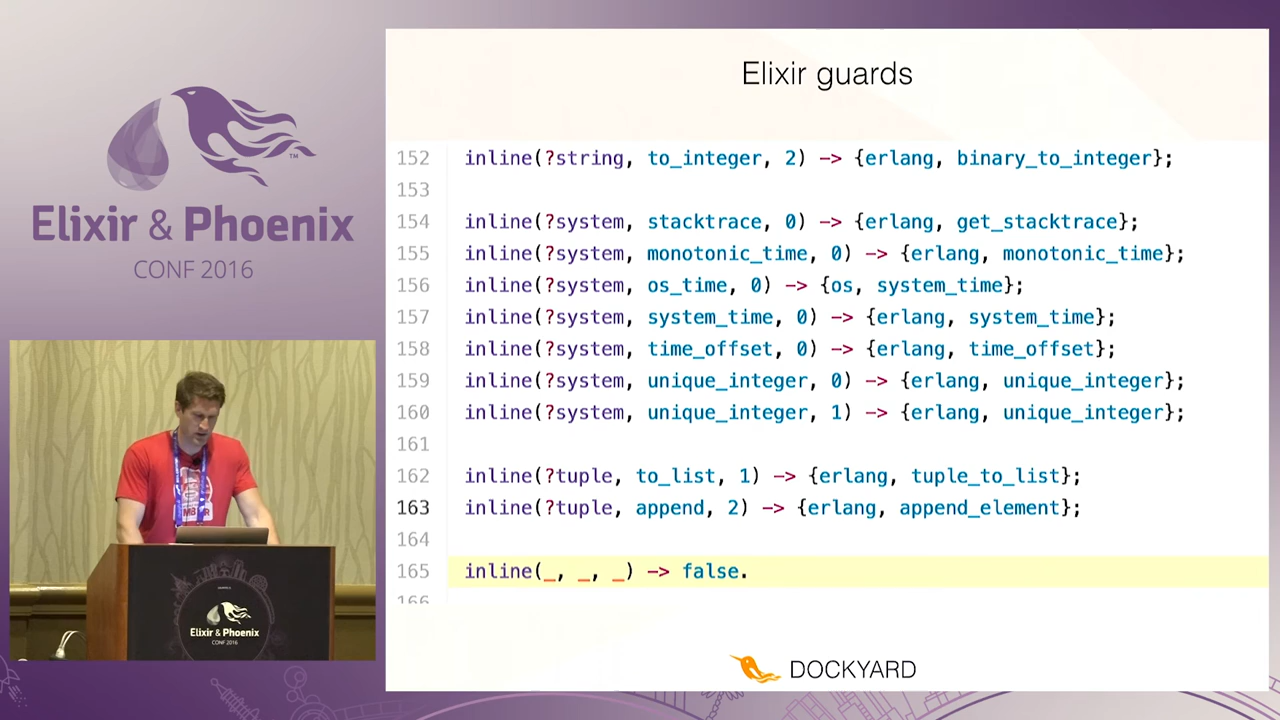 Elixir & Phoenix
CONF 2016
TM
Elixir guards
152 inline(?string, to_integer, 2) -> {erlang, binary_to_integer};
153
154 inline(?system, stacktrace, 0) -> {erlang, get_stacktrace};
155 inline(?system, monotonic_time, 0) -> {erlang, monotonic_time};
156 inline(?system, os_time, 0) -> {os, system_time};
157 inline(?system, system_time, 0) -> {erlang, system_time};
158 inline(?system, time_offset, 0) -> {erlang, time_offset};
159 inline(?system, unique_integer, 0) -> {erlang, unique_integer};
160 inline(?system, unique_integer, 1) -> {erlang, unique_integer};
161
162 inline(?tuple, to_list, 1) -> {erlang, tuple_to_list};
163 inline(?tuple, append, 2) -> {erlang, append_element};
164
165 inline(_, _, _) -> false.
166
DOCKYARD
Elixir & Phoenix
CONF 2016